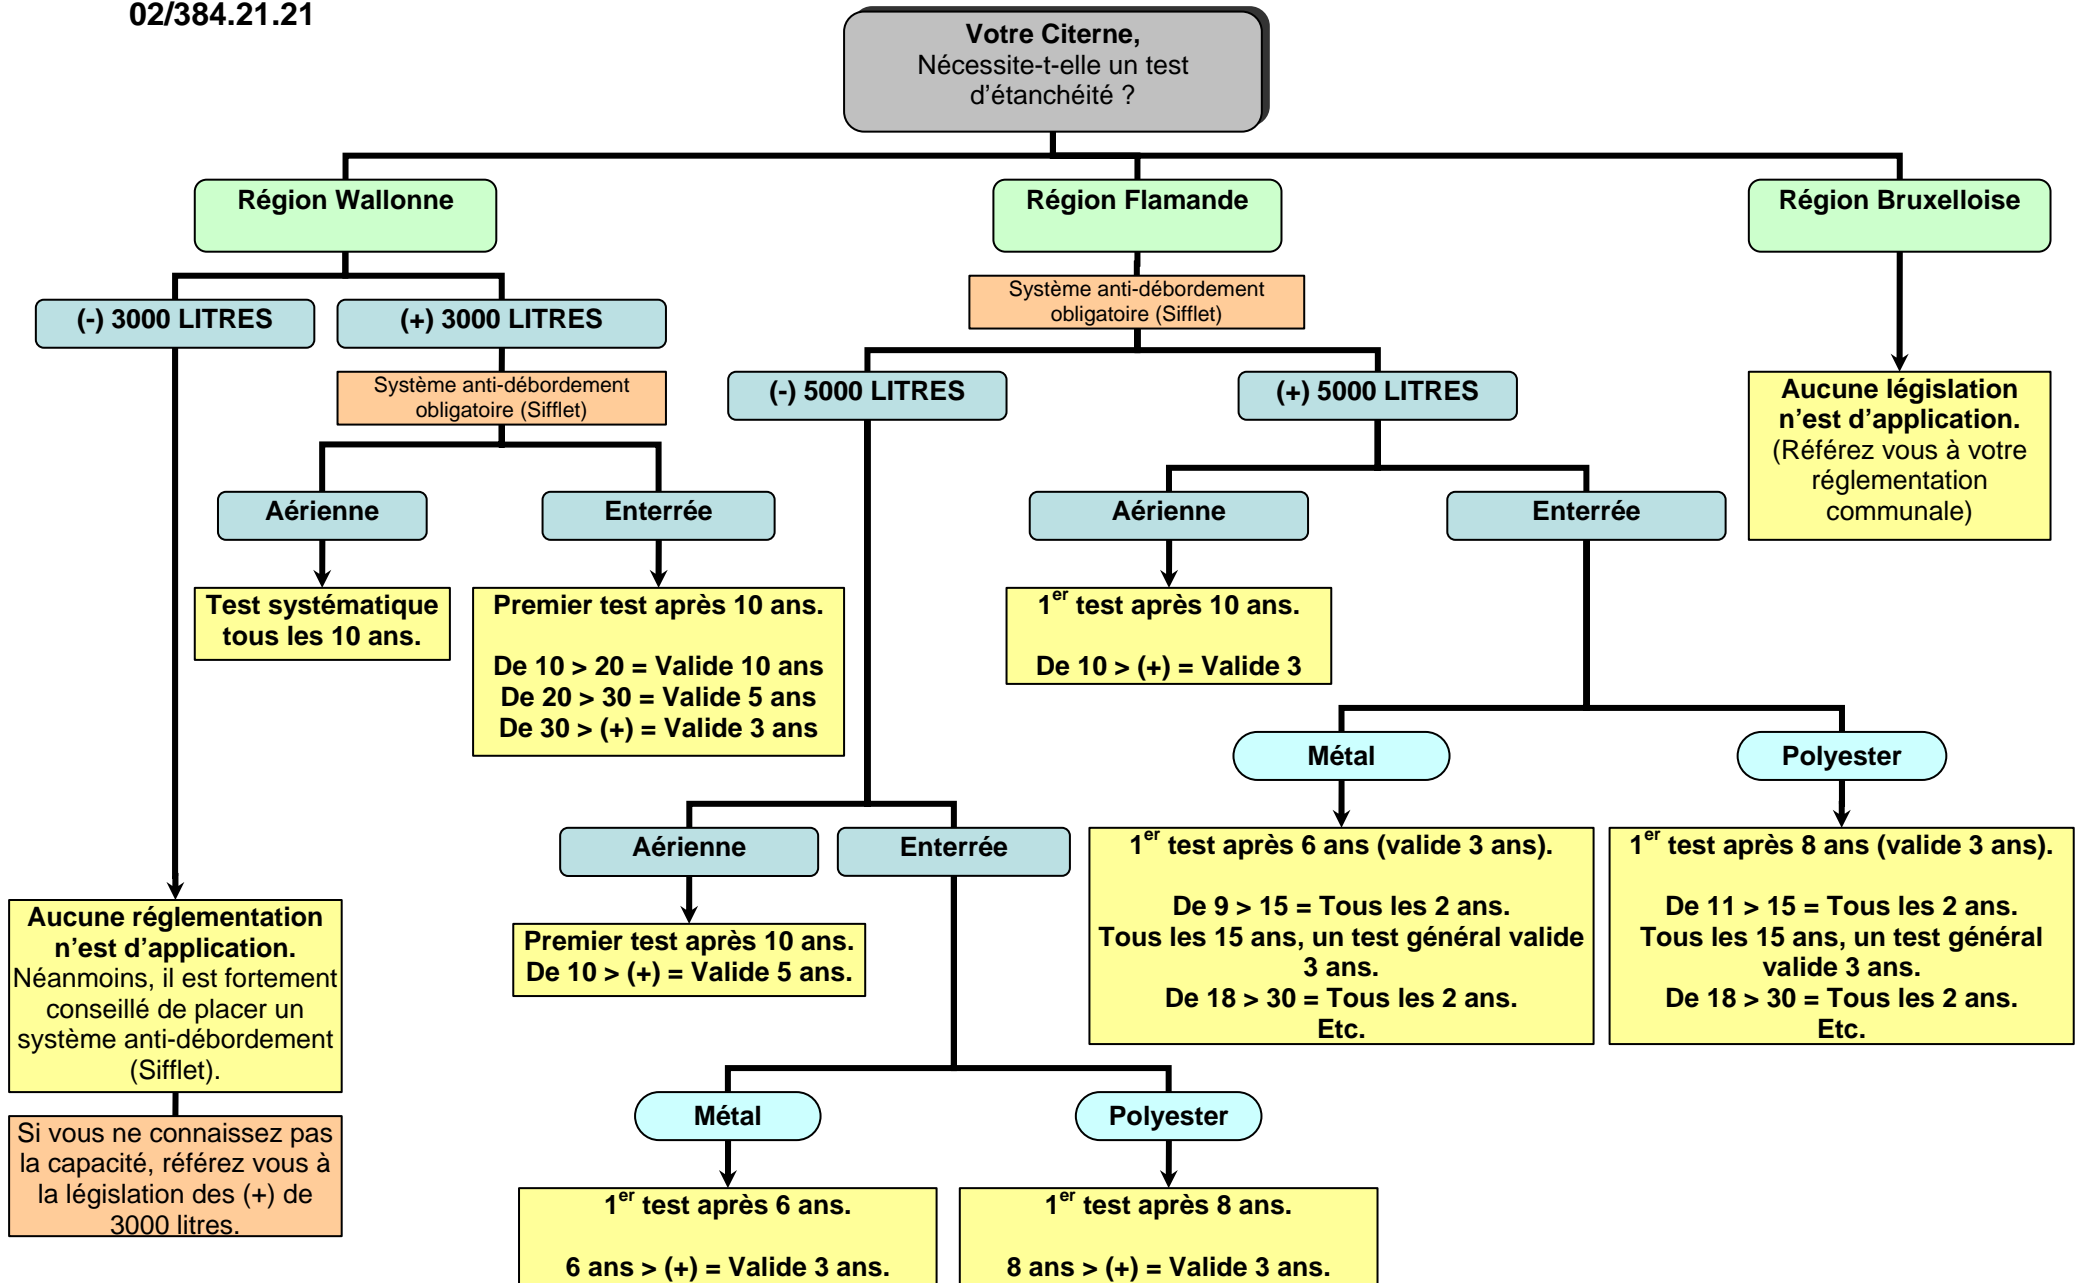 02/384.21.21
Votre Citerne,
Nécessite-t-elle un test
d'étanchéité ?
Région Wallonne
Région Flamande
Région Bruxelloise
Système anti-débordement
obligatoire (Sifflet)
(-) 3000 LITRES
(+) 3000 LITRES
Système anti-débordement
obligatoire (Sifflet)
(-) 5000 LITRES
(+) 5000 LITRES
Aucune législation
n'est d'application.
(Référez vous à votre
réglementation
communale)
Aérienne
Enterrée
Aérienne
Enterrée
Test systématique
tous les 10 ans.
Premier test après 10 ans.
De 10 > 20 = Valide 10 ans
De 20 > 30 = Valide 5 ans
De 30 > (+) = Valide 3 ans
1er test après 10 ans.
De 10 > (+) = Valide 3
Métal
Polyester
Aérienne
Enterrée
1er test après 6 ans (valide 3 ans).
De 9 > 15 = Tous les 2 ans.
Tous les 15 ans, un test général valide
3 ans.
De 18 > 30 = Tous les 2 ans.
Etc.
1er test après 8 ans (valide 3 ans).
De 11 > 15 = Tous les 2 ans.
Tous les 15 ans, un test général
valide 3 ans.
De 18 > 30 = Tous les 2 ans.
Etc.
Aucune réglementation
n'est d'application.
Néanmoins, il est fortement
conseillé de placer un
système anti-débordement
(Sifflet).
Premier test après 10 ans.
De 10 > (+) = Valide 5 ans.
Si vous ne connaissez pas
la capacité, référez vous à
la législation des (+) de
3000 litres.
Métal
Polyester
1er test après 6 ans.
6 ans > (+) = Valide 3 ans.
1er test après 8 ans.
8 ans > (+) = Valide 3 ans.